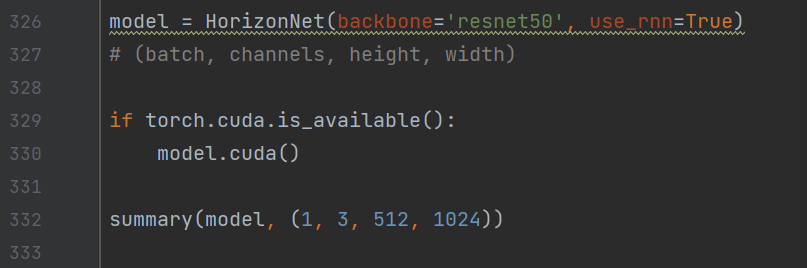 326 model = HorizonNet(backbone='resnet50', use_rnn=True)
327 # (batch, channels, height, width)
328
329 if torch.cuda.is_available():
330     model.cuda()
331
332 summary(model, (1, 3, 512, 1024))
333